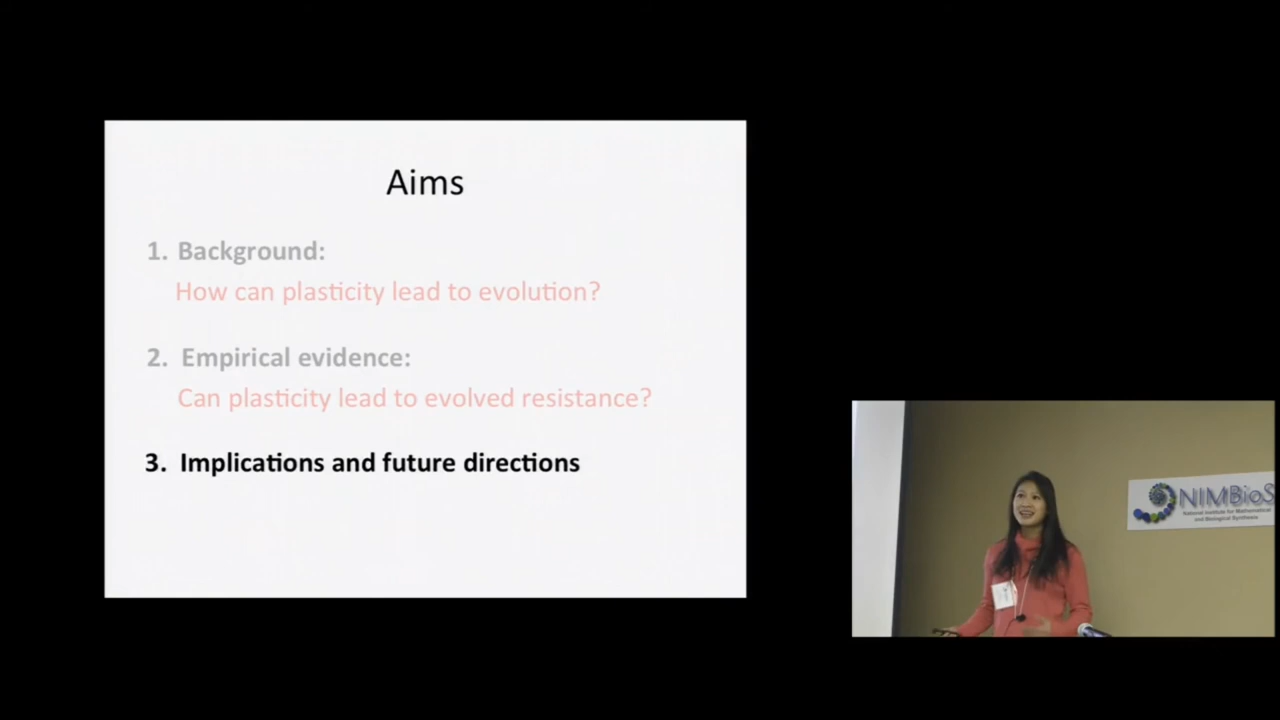 Aims
1. Background:
How can plasticity lead to evolution?
2. Empirical evidence:
Can plasticity lead to evolved resistance?
3. Implications and future directions
NIMBioS
National Institute for Mathematical
and Biological Synthesis